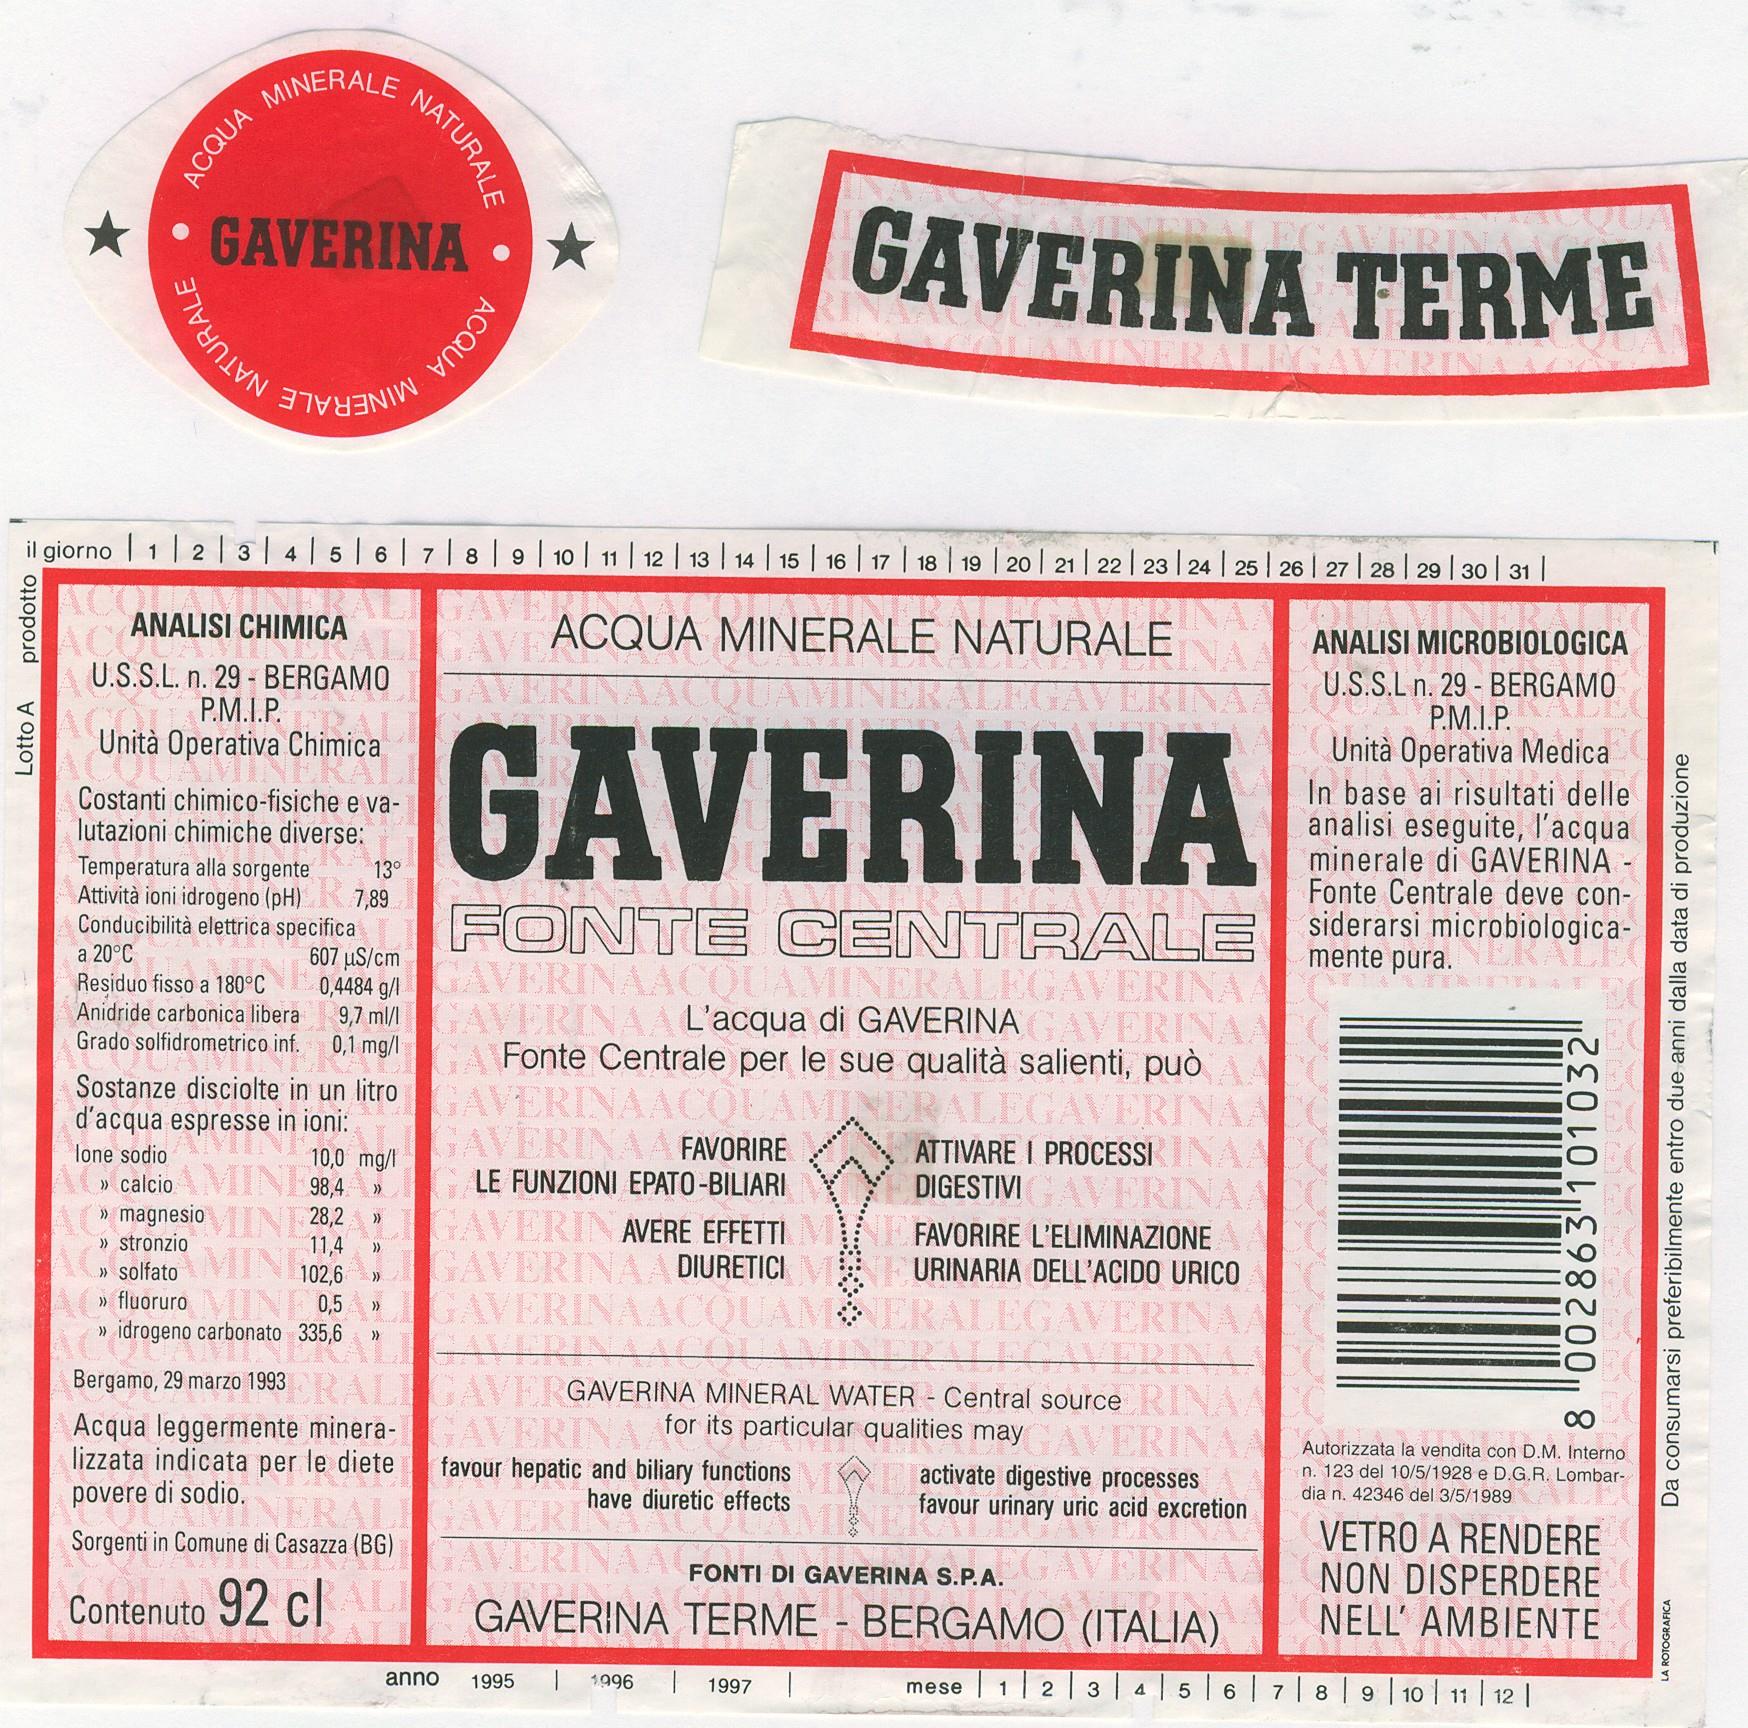 ACQUA MINERALE NATURALE
GAVERINA
ACQUA MINERALE NATURALE
GAVERINA TERME
il giorno | 1 | 2 | 3 | 4 | 5 | 6 | 7 | 8 | 9 | 10 | 11 | 12 | 13 | 14 | 15 | 16 | 17 | 18 | 19 | 20 | 21 | 22 | 23 | 24 | 25 | 26 | 27 | 28 | 29 | 30 | 31 |
Lotto A prodotto
ANALISI CHIMICA
U.S.S.L. n. 29 - BERGAMO
P.M.I.P.
Unità Operativa Chimica
Costanti chimico-fisiche e va-
lutazioni chimiche diverse:
Temperatura alla sorgente 13°
Attività ioni idrogeno (pH) 7,89
Conducibilità elettrica specifica
a 20°C 607 µS/cm
Residuo fisso a 180°C 0,4484 g/l
Anidride carbonica libera 9,7 ml/l
Grado solfidrometrico inf. 0,1 mg/l
Sostanze disciolte in un litro
d'acqua espresse in ioni:
Ione sodio 10,0 mg/l
» calcio 98,4 »
» magnesio 28,2 »
» stronzio 11,4 »
» solfato 102,6 »
» fluoruro 0,5 »
» idrogeno carbonato 335,6 »
Bergamo, 29 marzo 1993
Acqua leggermente minera-
lizzata indicata per le diete
povere di sodio.
Sorgenti in Comune di Casazza (BG)
Contenuto 92 cl
ACQUA MINERALE NATURALE
GAVERINA
FONTE CENTRALE
L'acqua di GAVERINA
Fonte Centrale per le sue qualità salienti, può
FAVORIRE
LE FUNZIONI EPATO-BILIARI
AVERE EFFETTI
DIURETICI
ATTIVARE I PROCESSI
DIGESTIVI
FAVORIRE L'ELIMINAZIONE
URINARIA DELL'ACIDO URICO
GAVERINA MINERAL WATER - Central source
for its particular qualities may
favour hepatic and biliary functions
have diuretic effects
activate digestive processes
favour urinary uric acid excretion
FONTI DI GAVERINA S.P.A.
GAVERINA TERME - BERGAMO (ITALIA)
ANALISI MICROBIOLOGICA
U.S.S.L n. 29 - BERGAMO
P.M.I.P.
Unità Operativa Medica
In base ai risultati delle
analisi eseguite, l'acqua
minerale di GAVERINA -
Fonte Centrale deve con-
siderarsi microbiologica-
mente pura.
8 002863 101032
Autorizzata la vendita con D.M. Interno
n. 123 del 10/5/1928 e D.G.R. Lombar-
dia n. 42346 del 3/5/1989
VETRO A RENDERE
NON DISPERDERE
NELL' AMBIENTE
Da consumarsi preferibilmente entro due anni dalla data di produzione
LA ROTOGRAFICA
anno 1995 | 1996 | 1997 | mese | 1 | 2 | 3 | 4 | 5 | 6 | 7 | 8 | 9 | 10 | 11 | 12 |